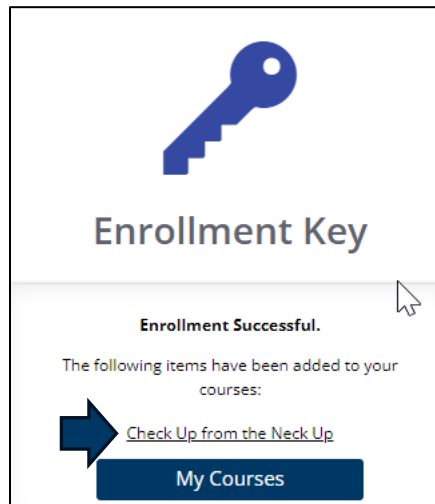 Enrollment Key
Enrollment Successful.
The following items have been added to your
courses:
Check Up from the Neck Up
My Courses